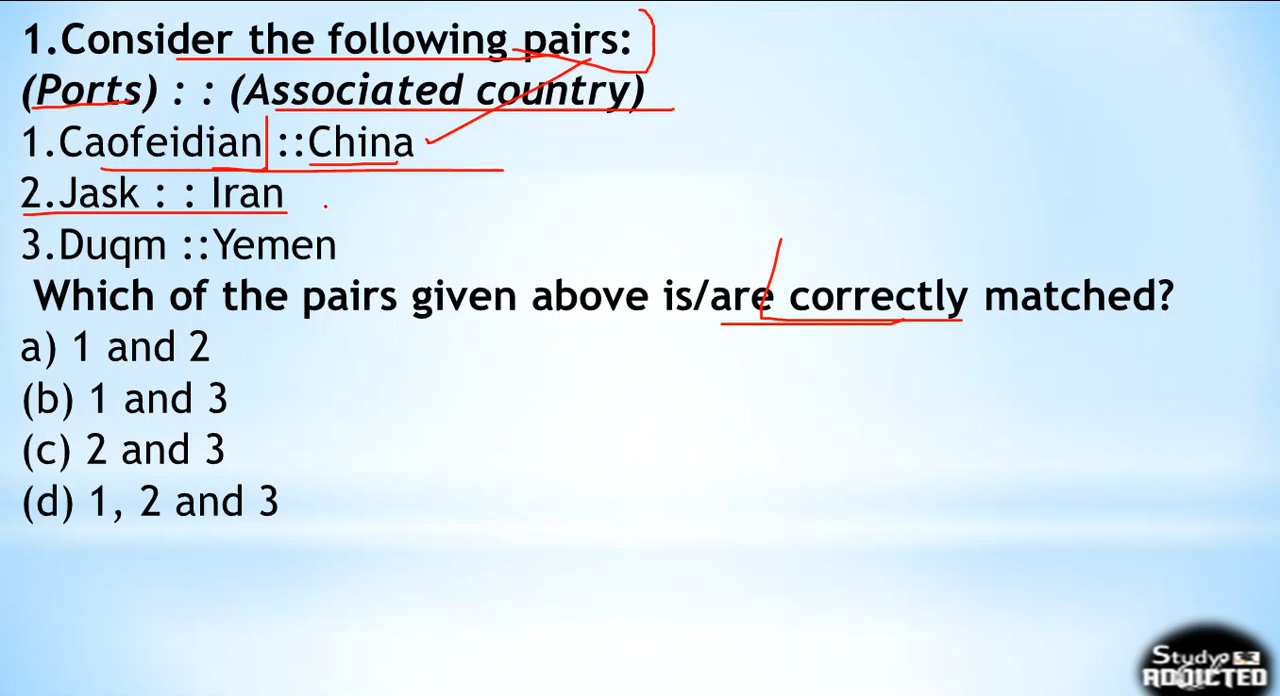 1.Consider the following pairs:
(Ports) : : (Associated country)
1.Caofeidian ::China
2.Jask : : Iran
3.Duqm ::Yemen
Which of the pairs given above is/are correctly matched?
a) 1 and 2
(b) 1 and 3
(c) 2 and 3
(d) 1, 2 and 3
Study
ADDICTED